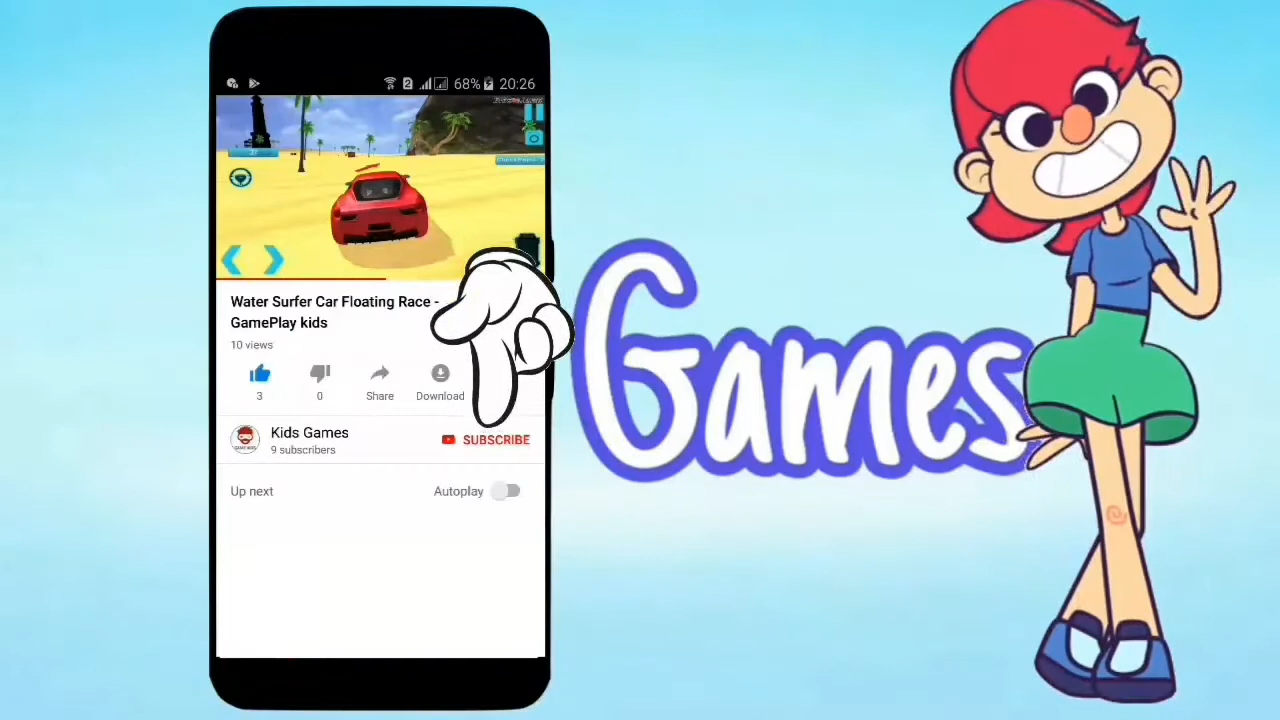 68% 20:26
Water Surfer Car Floating Race -
GamePlay kids
10 views
3
0
Share
Download
Kids Games
9 subscribers
SUBSCRIBE
Up next
Autoplay
Games